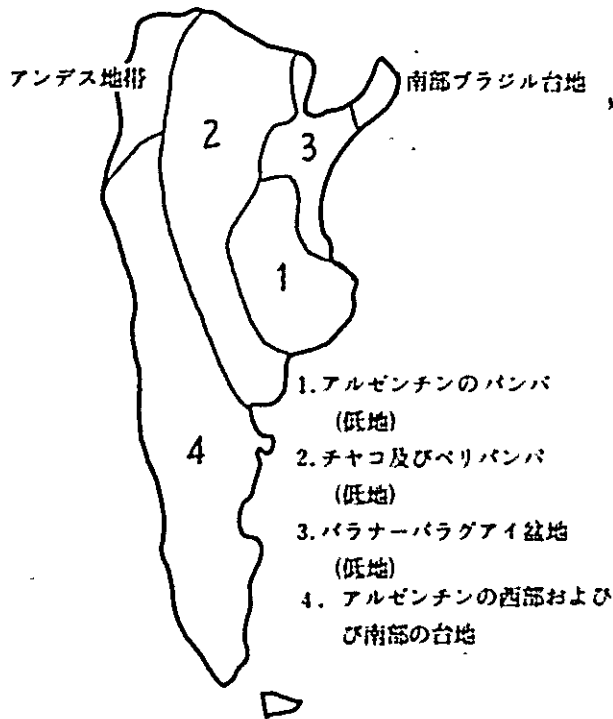 アンデス地帯
南部ブラジル台地
2
3
1
4
1.アルゼンチンのパンパ
(低地)
2.チャコ及びペリパンパ
(低地)
3.パラナーパラグアイ盆地
(低地)
4. アルゼンチンの西部およひ
び南部の台地